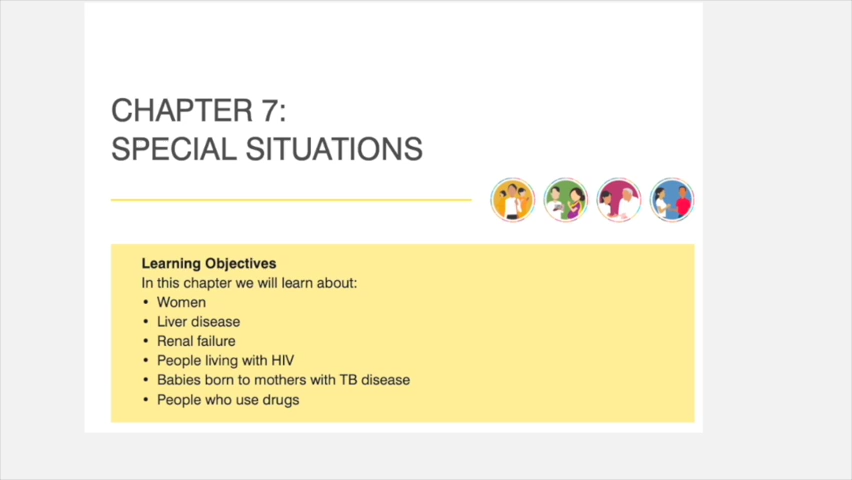 CHAPTER 7:
SPECIAL SITUATIONS
Learning Objectives
In this chapter we will learn about:
• Women
• Liver disease
• Renal failure
• People living with HIV
• Babies born to mothers with TB disease
• People who use drugs